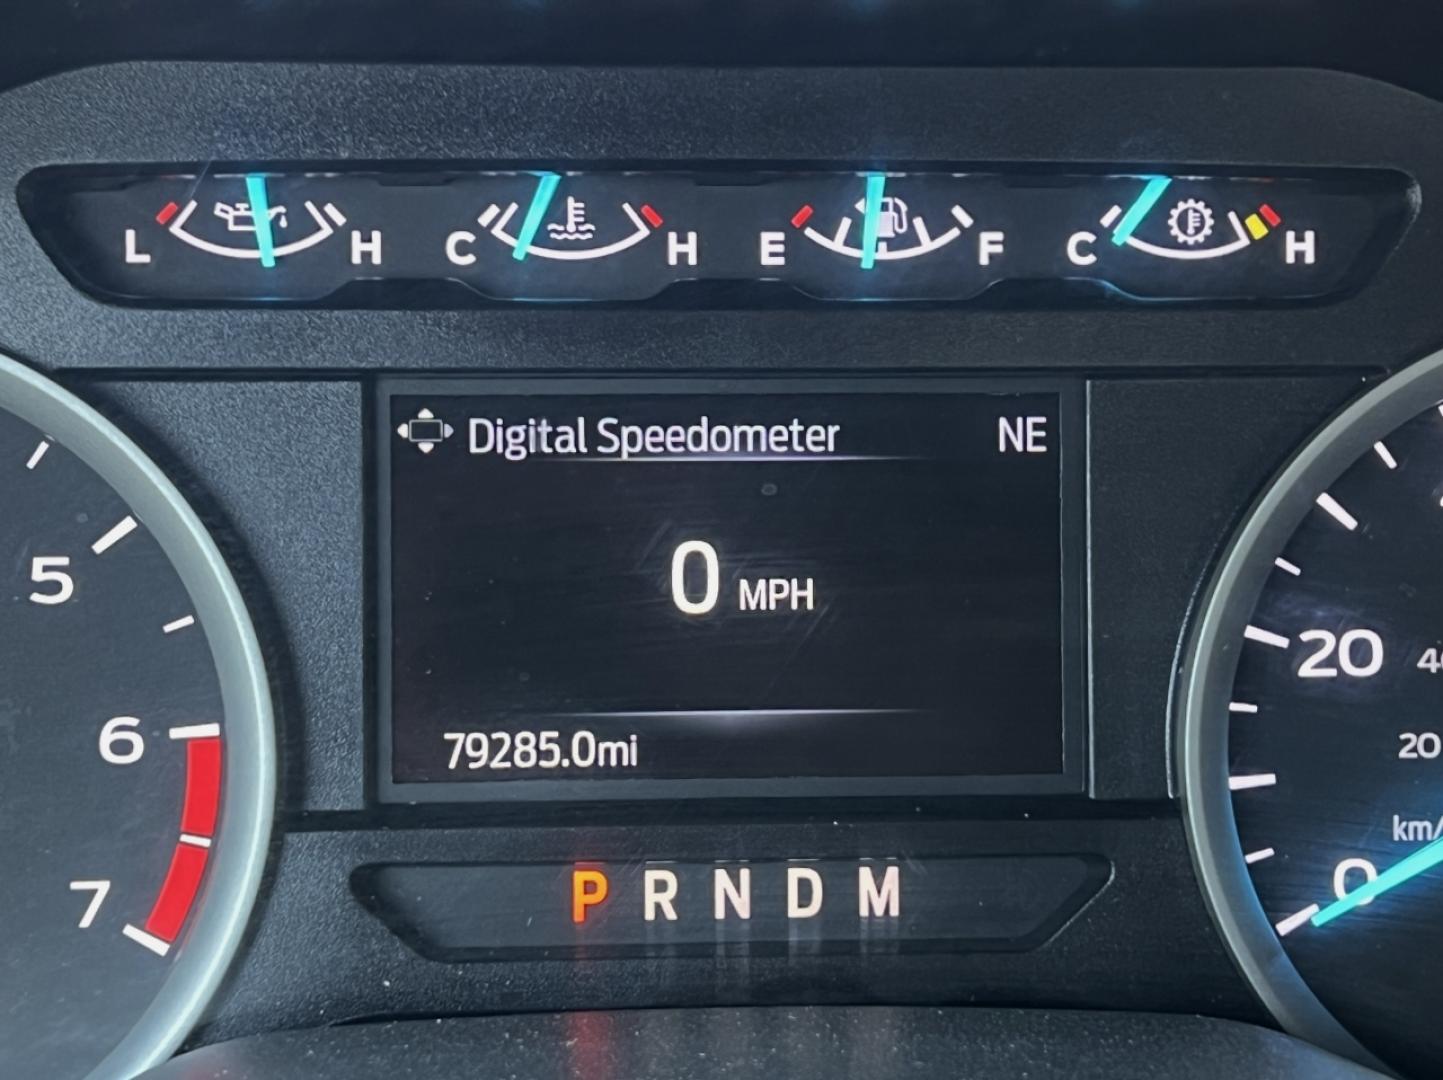 L H C H E F C H
Digital Speedometer NE
0 MPH
79285.0mi
P R N D M
5
6
7
20
20
km/
0